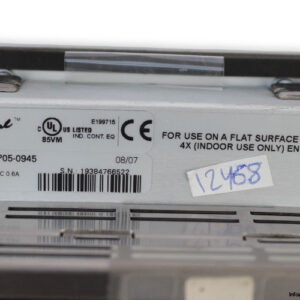 TM
E199715
UL
C US LISTED
85VM IND. CONT. EQ
FOR USE ON A FLAT SURFACE
4X (INDOOR USE ONLY) EN
P05-0945
08/07
C 0.6A
S.N.: 19384766522
12458